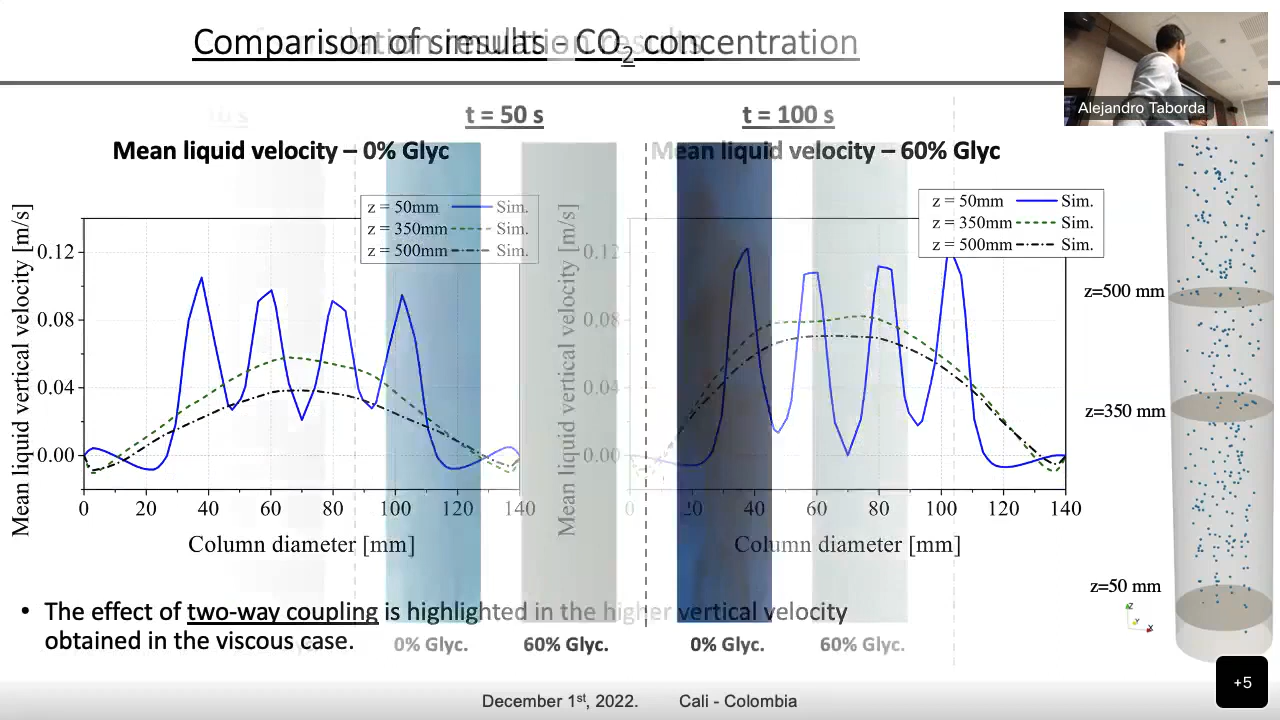 Comparison of simulation results - CO2 concentration
Alejandro Taborda
t = 50 s
t = 100 s
Mean liquid velocity – 0% Glyc
Mean liquid velocity – 60% Glyc
z = 50mm Sim.
z = 350mm Sim.
z = 500mm Sim.
z = 50mm Sim.
z = 350mm Sim.
z = 500mm Sim.
Mean liquid vertical velocity [m/s]
0.12
0.08
0.04
0.00
0 20 40 60 80 100 120 140
Column diameter [mm]
Mean liquid vertical velocity [m/s]
0.12
0.08
0.04
0.00
0 20 40 60 80 100 120 140
Column diameter [mm]
z=500 mm
z=350 mm
z=50 mm
Z
Y
X
• The effect of two-way coupling is highlighted in the higher vertical velocity
obtained in the viscous case.
0% Glyc. 60% Glyc. 0% Glyc. 60% Glyc.
December 1st, 2022. Cali - Colombia
+5